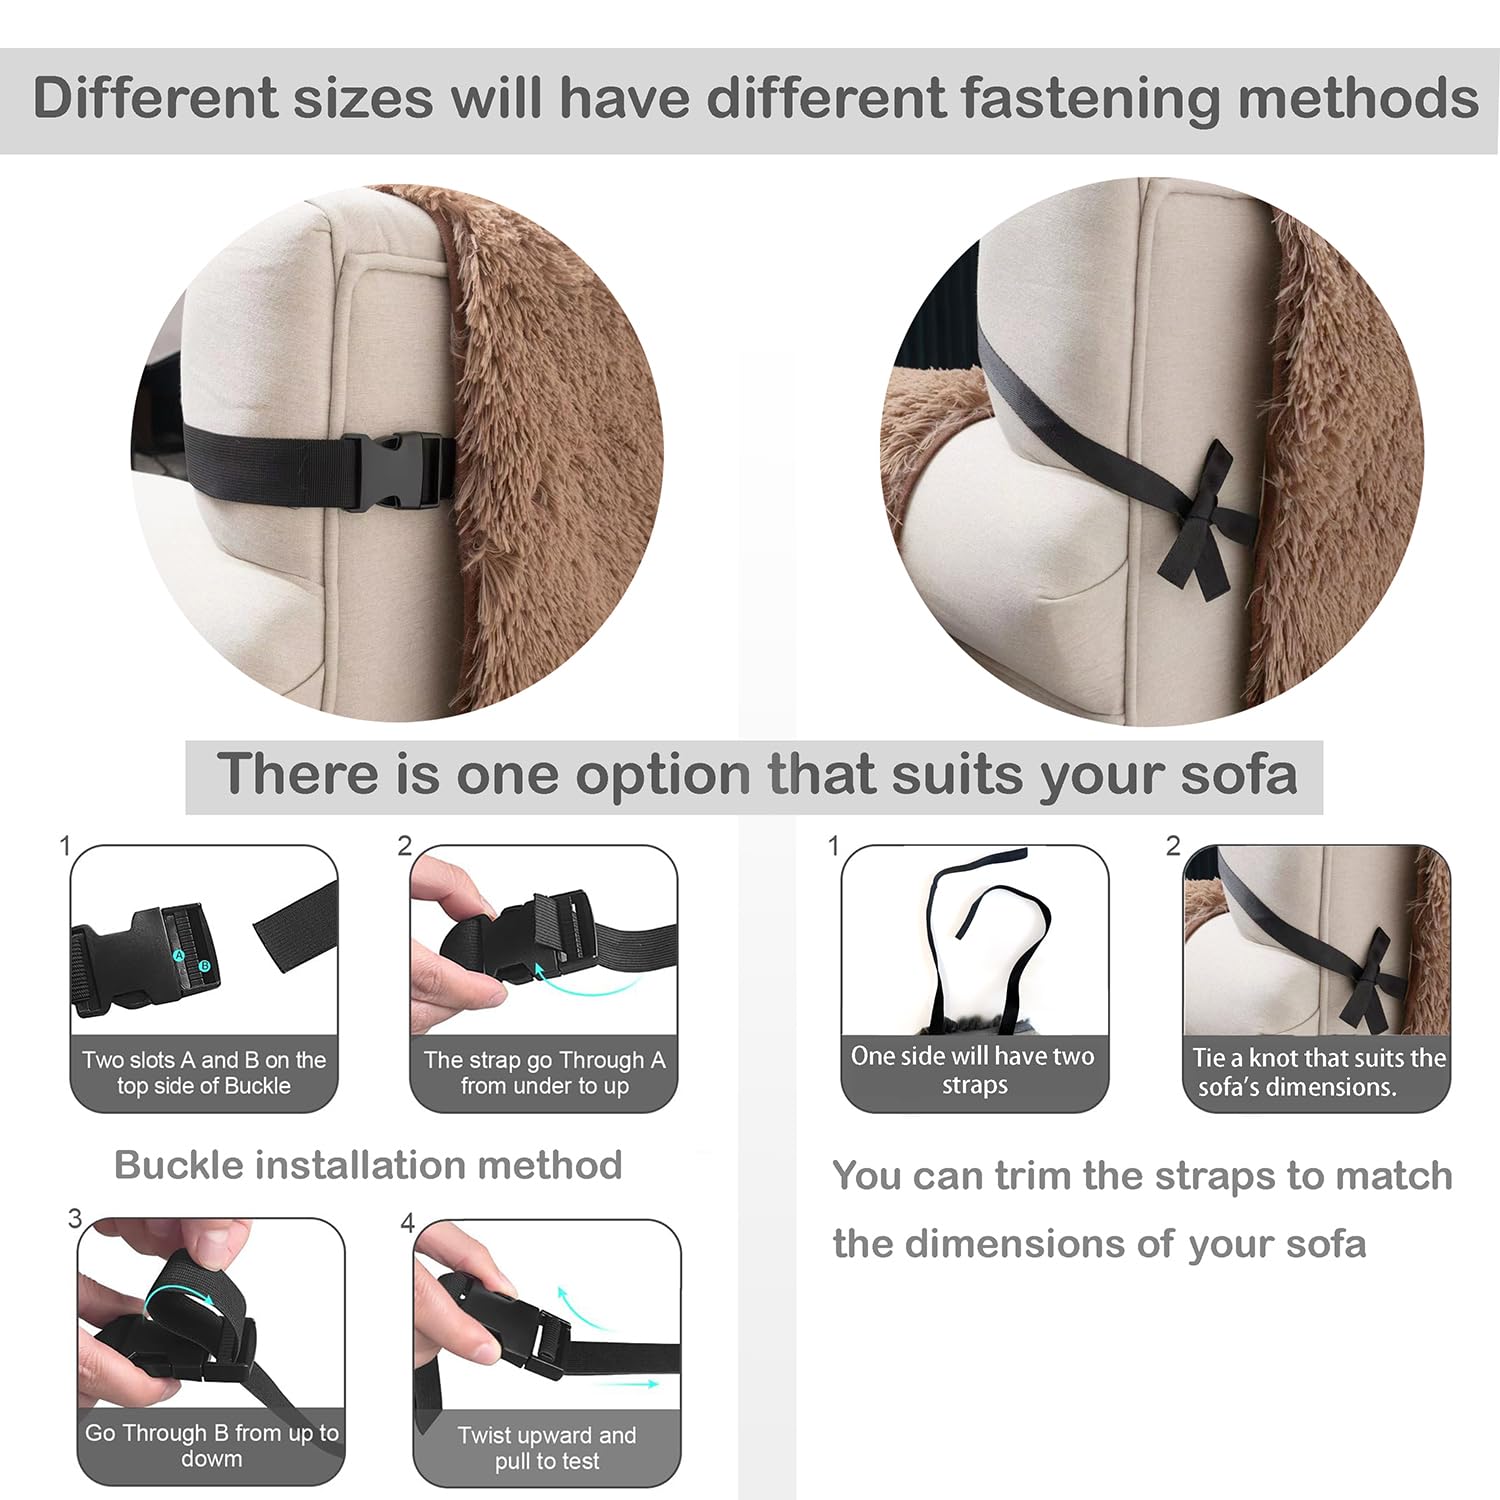 Different sizes will have different fastening methods
There is one option that suits your sofa
1
A
B
Two slots A and B on the
top side of Buckle
2
The strap go Through A
from under to up
Buckle installation method
3
Go Through B from up to
dowm
4
Twist upward and
pull to test
1
One side will have two
straps
2
Tie a knot that suits the
sofa's dimensions.
You can trim the straps to match
the dimensions of your sofa